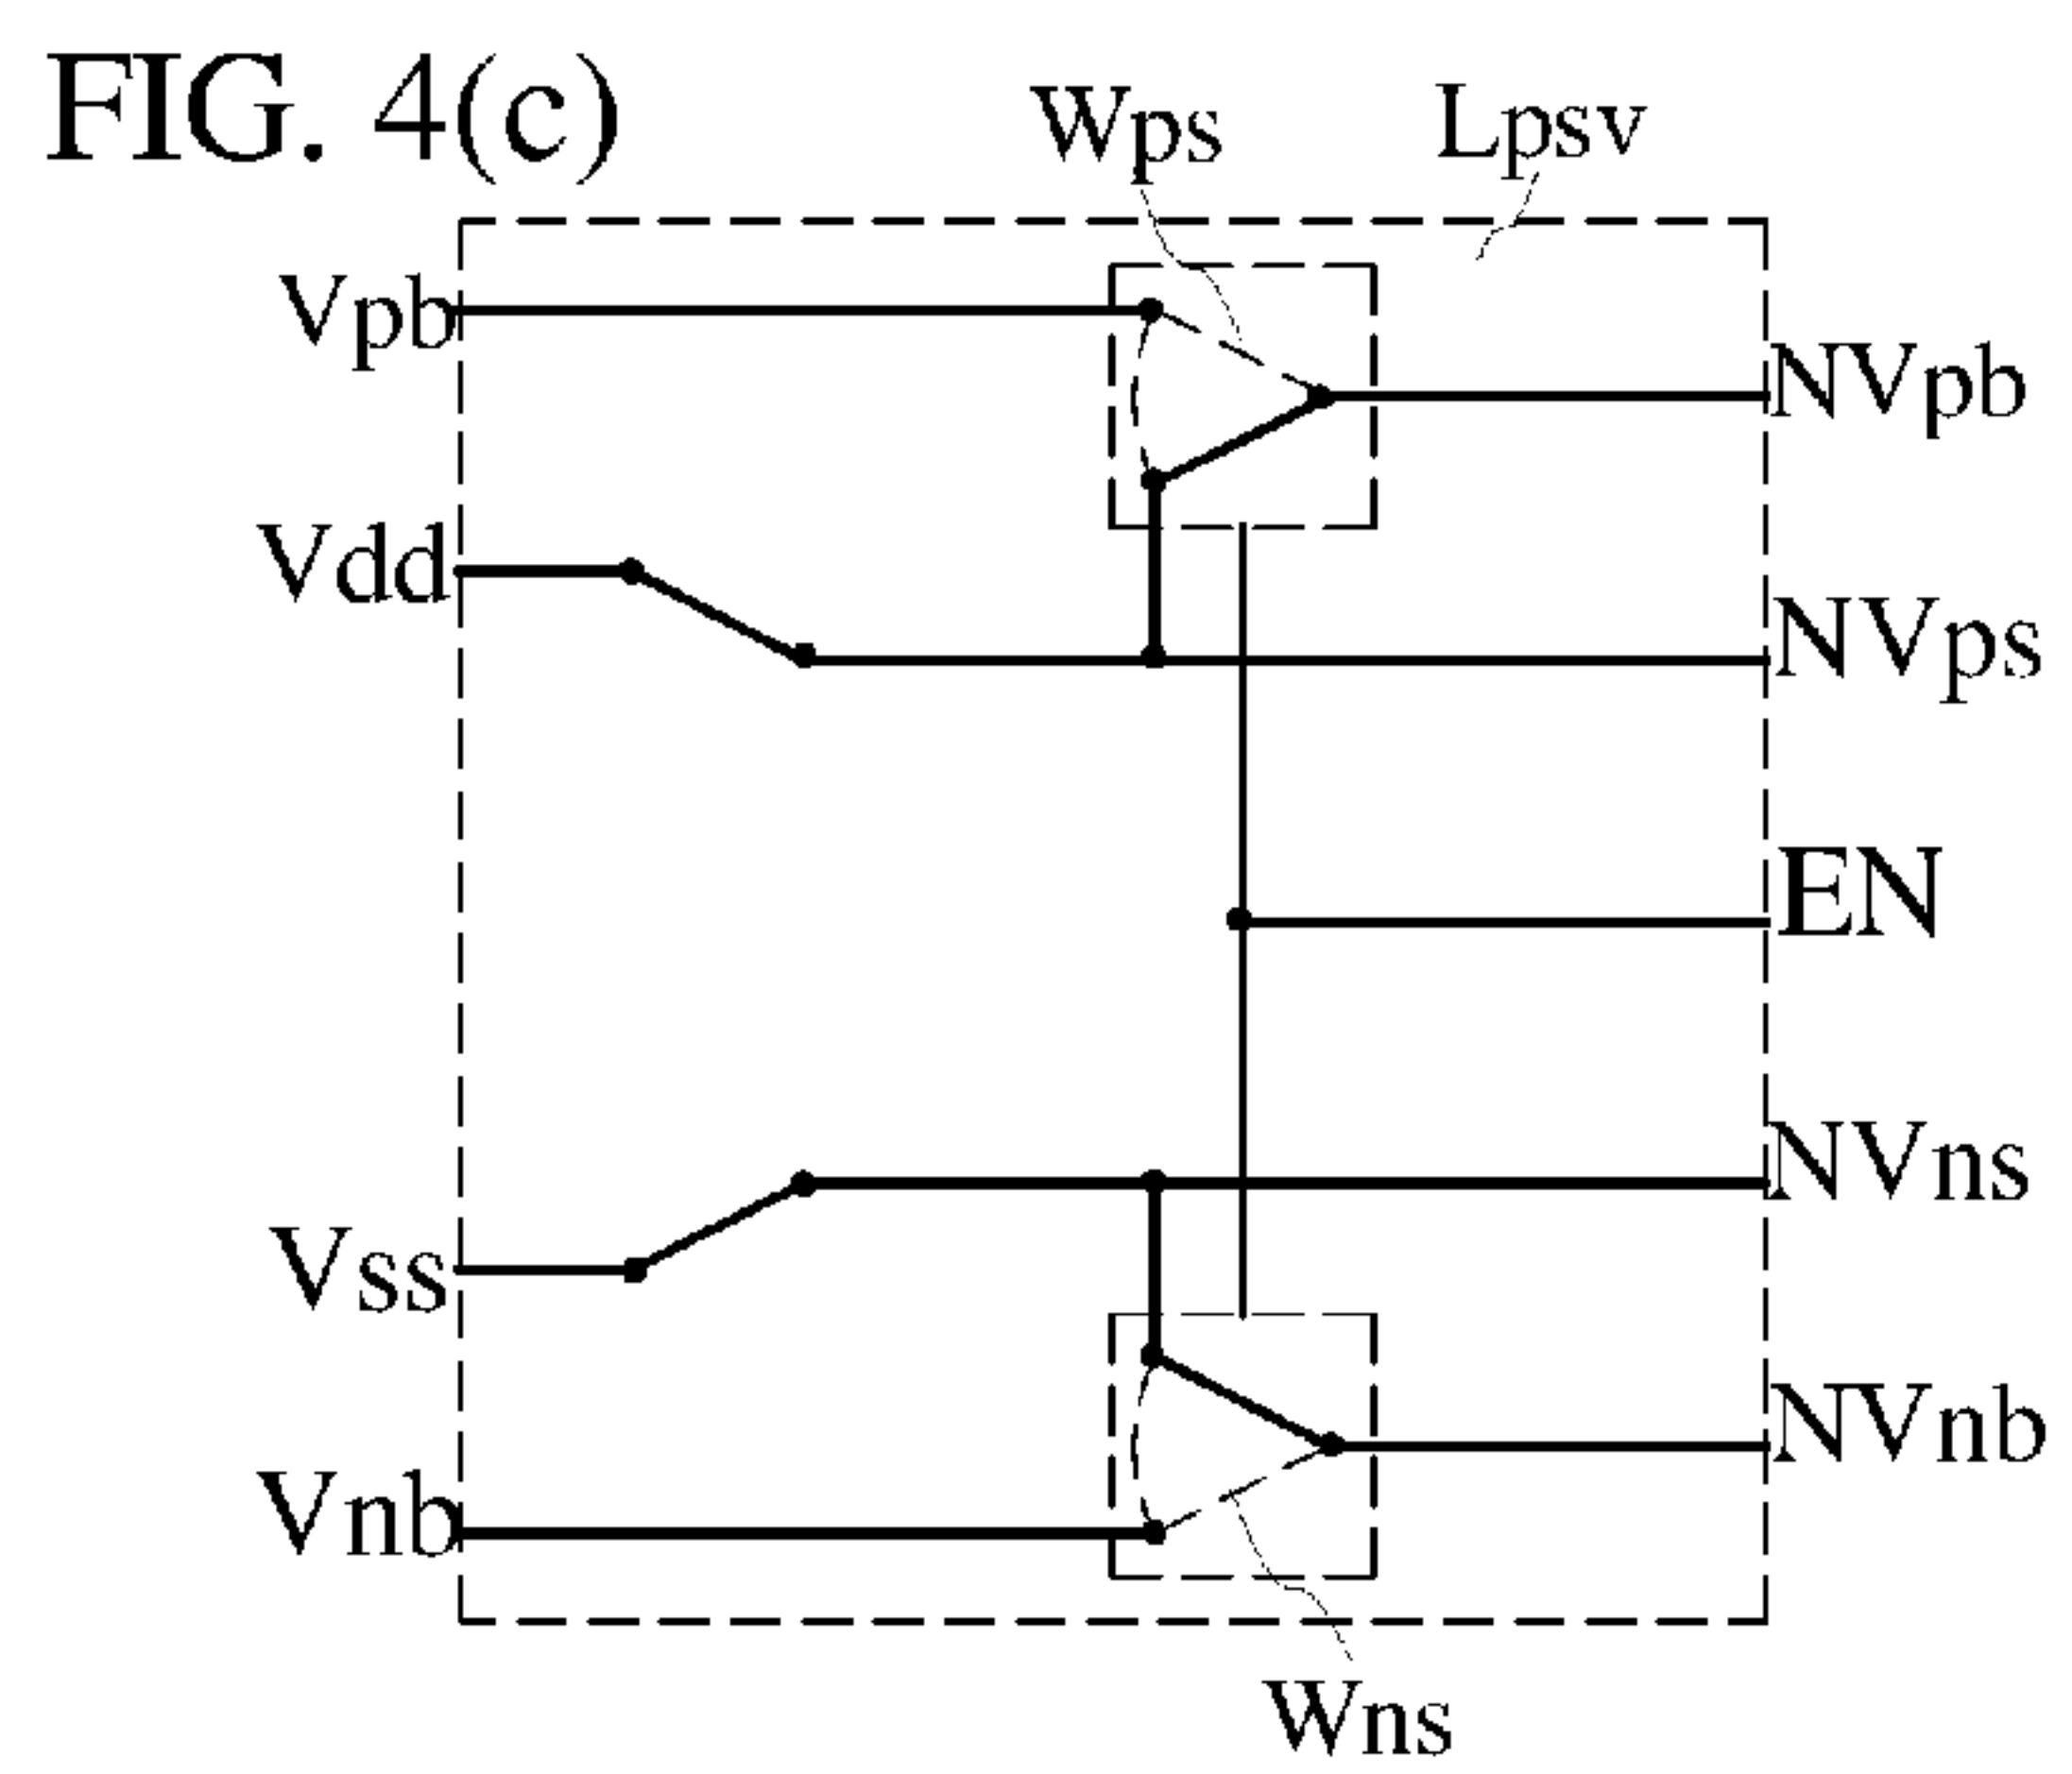 FIG. 4(c)
Wps
Lpsv
Vpb
NVpb
Vdd
NVps
EN
NVns
Vss
NVnb
Vnb
Wns